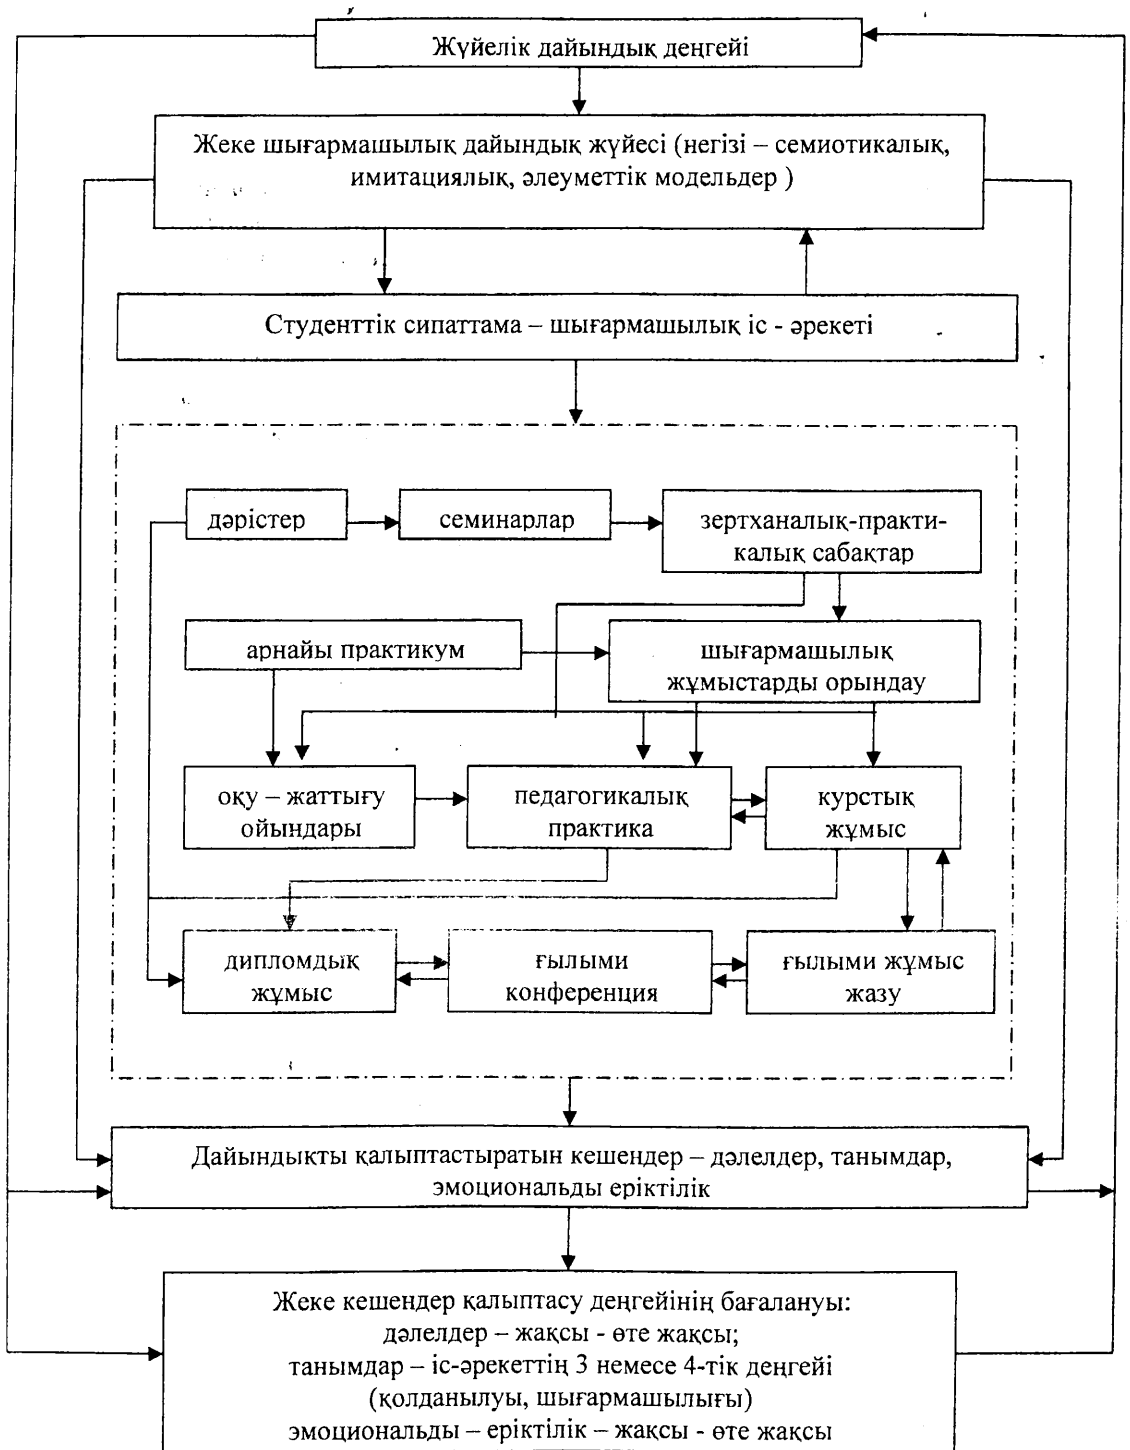 Жүйелік дайындық деңгейі
Жеке шығармашылық дайындық жүйесі (негізі – семиотикалық,
имитациялық, әлеуметтік модельдер )
Студенттік сипаттама – шығармашылық іс - әрекеті
дәрістер
семинарлар
зертханалық-практи-
калық сабақтар
арнайы практикум
шығармашылық
жұмыстарды орындау
оқу – жаттығу
ойындары
педагогикалық
практика
курстық
жұмыс
дипломдық
жұмыс
ғылыми
конференция
ғылыми жұмыс
жазу
Дайындықты қалыптастыратын кешендер – дәлелдер, танымдар,
эмоциональды еріктілік
Жеке кешендер қалыптасу деңгейінің бағалануы:
дәлелдер – жақсы - өте жақсы;
танымдар – іс-әрекеттің 3 немесе 4-тік деңгейі
(қолданылуы, шығармашылығы)
эмоциональды – еріктілік – жақсы - өте жақсы